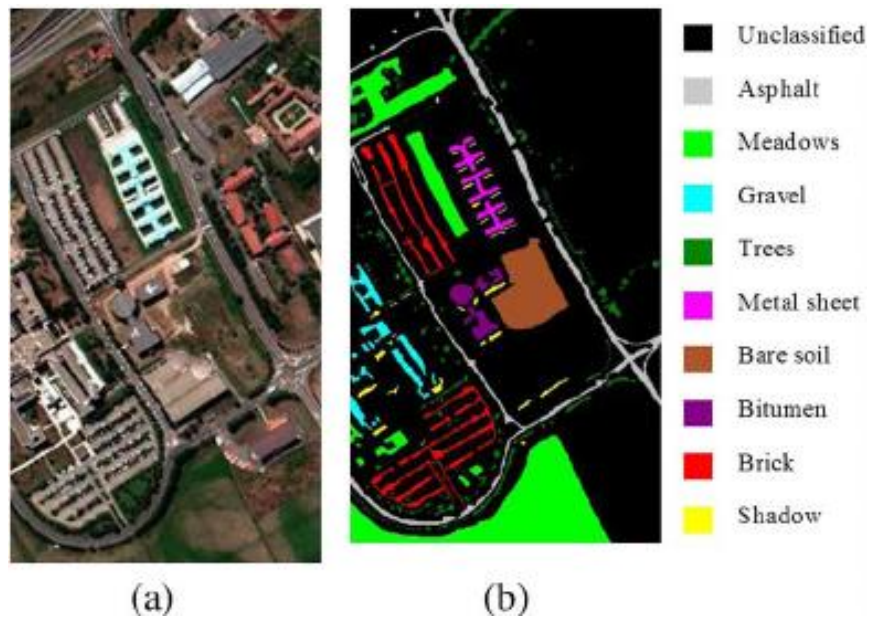 Unclassified
Asphalt
Meadows
Gravel
Trees
Metal sheet
Bare soil
Bitumen
Brick
Shadow
(a)
(b)